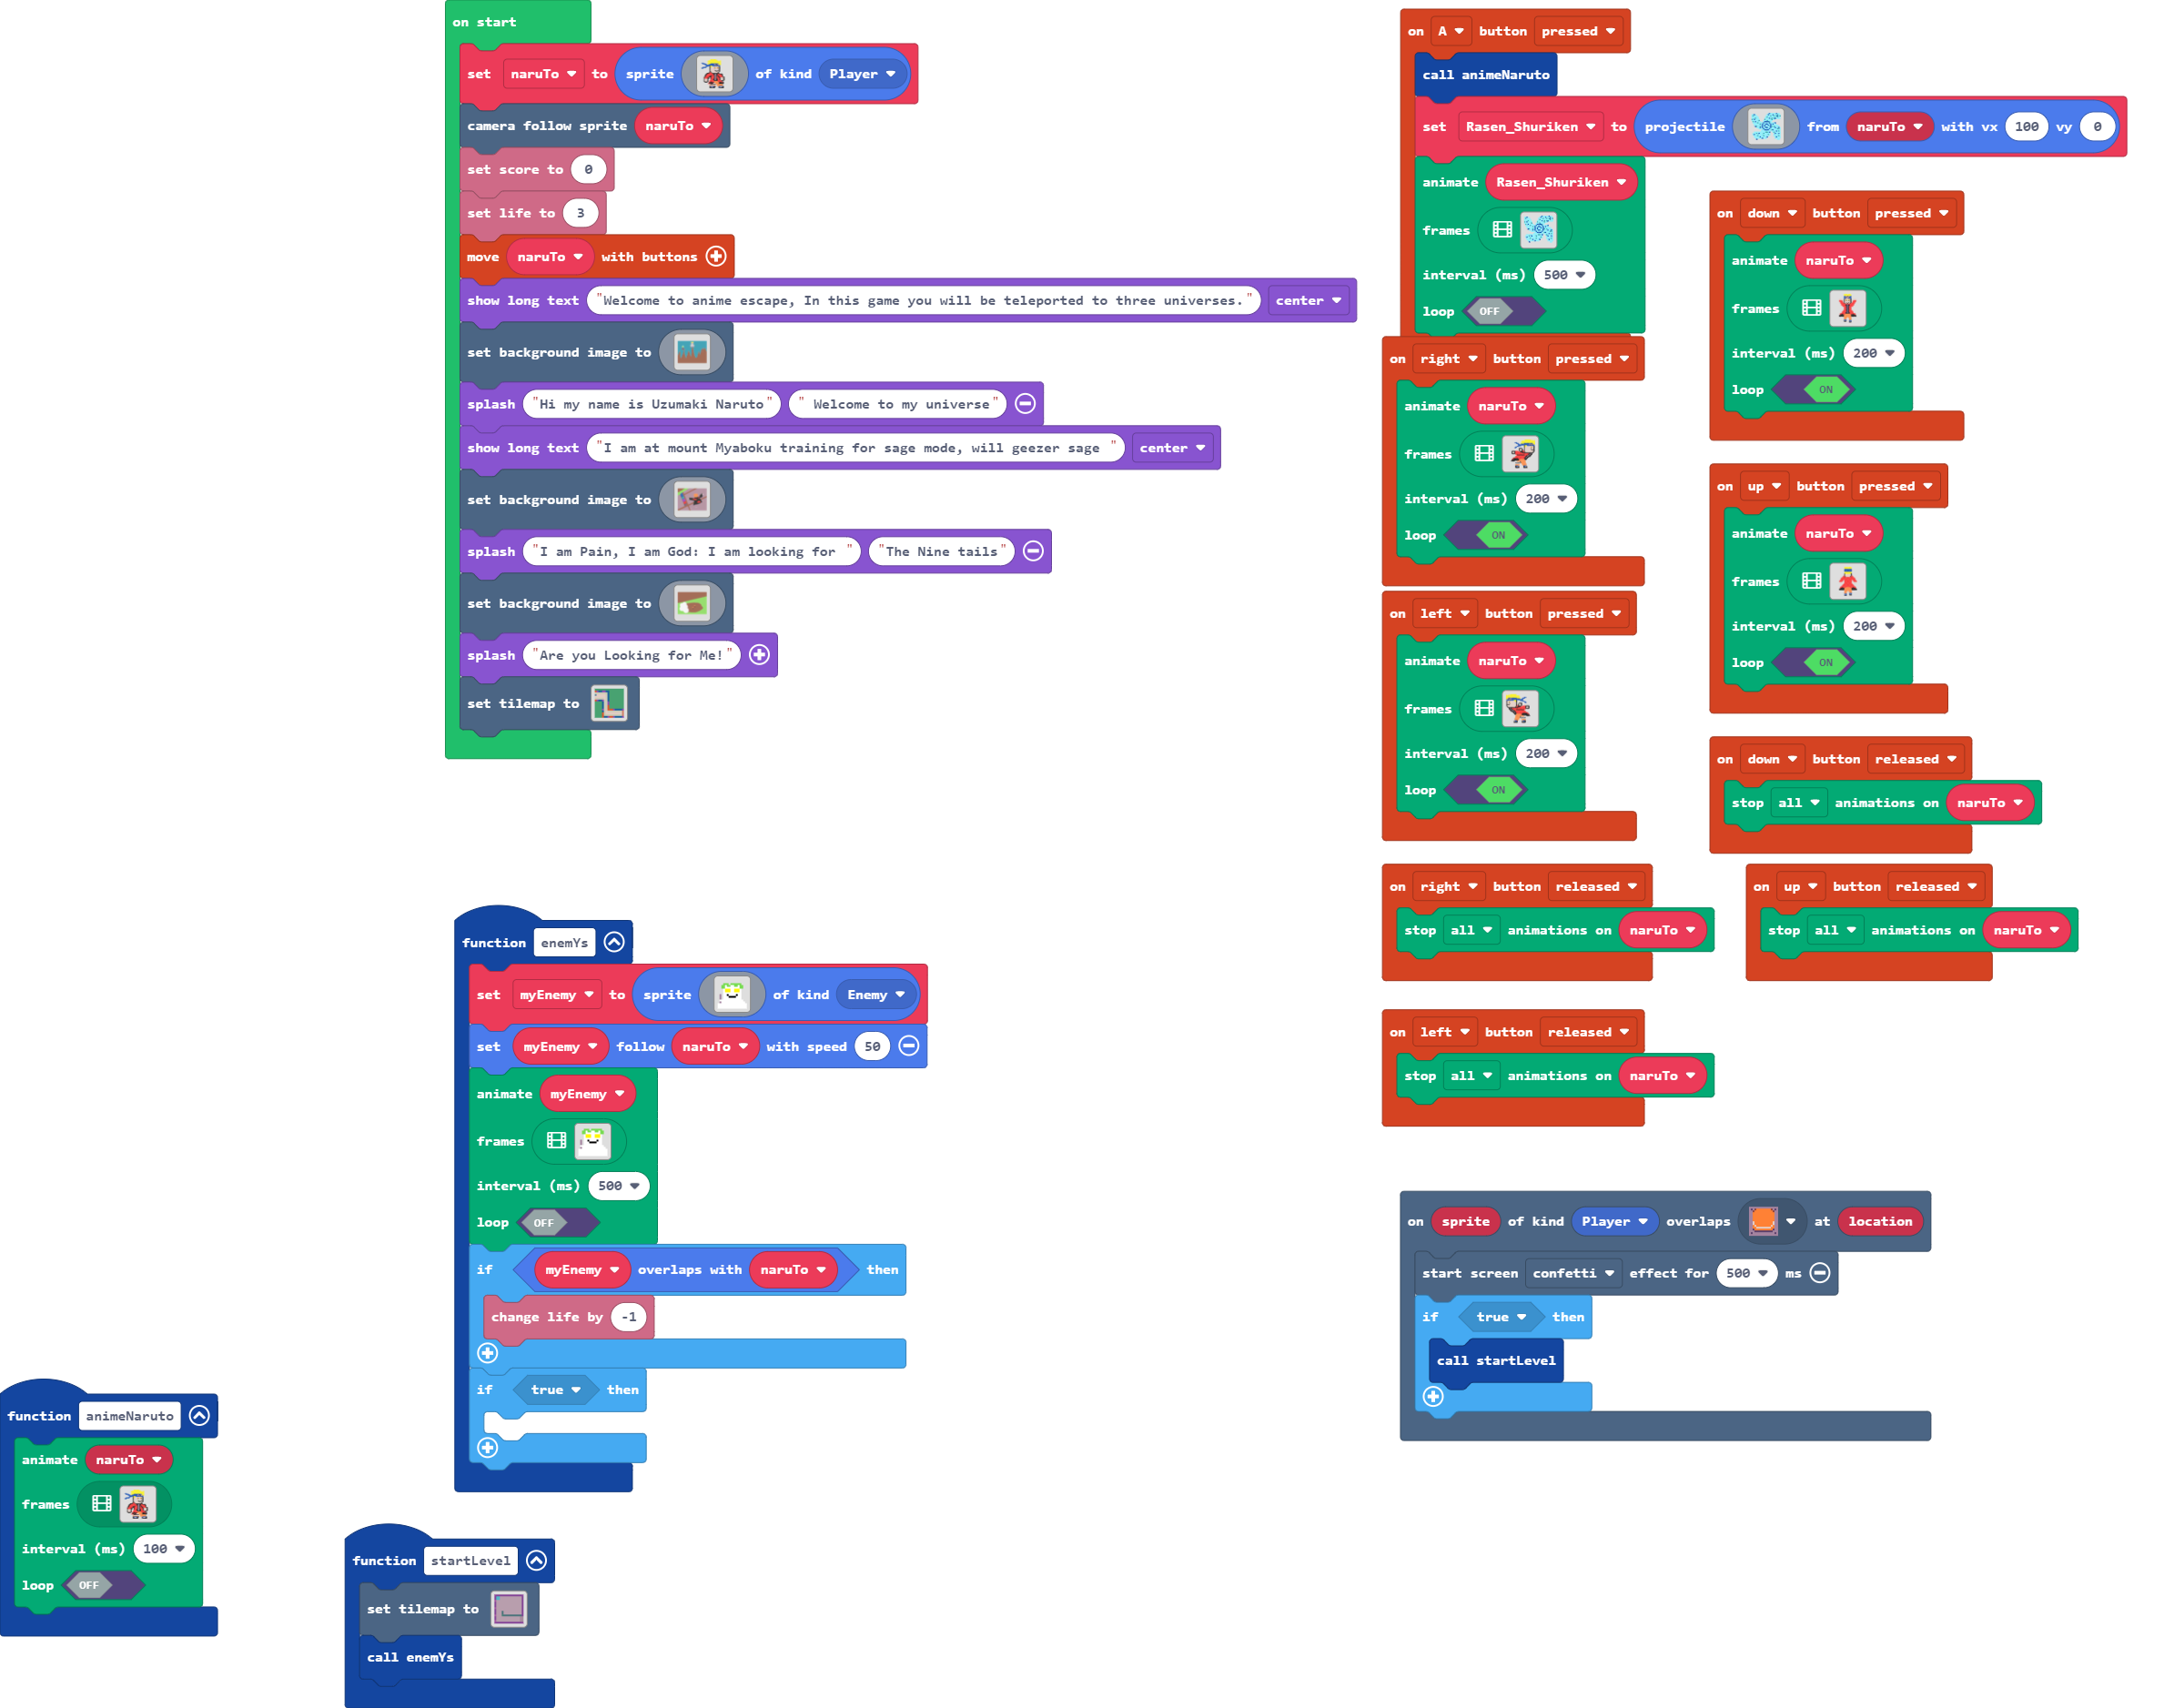 on start
set naruTo to sprite of kind Player
camera follow sprite naruTo
set score to 0
set life to 3
move naruTo with buttons
show long text "Welcome to anime escape, In this game you will be teleported to three universes." center
set background image to
splash "Hi my name is Uzumaki Naruto" " Welcome to my universe"
show long text "I am at mount Myaboku training for sage mode, will geezer sage " center
set background image to
splash "I am Pain, I am God: I am looking for " "The Nine tails"
set background image to
splash "Are you Looking for Me!"
set tilemap to
on A button pressed
call animeNaruto
set Rasen_Shuriken to projectile from naruTo with vx 100 vy 0
animate Rasen_Shuriken
frames
interval (ms) 500
loop OFF
on down button pressed
animate naruTo
frames
interval (ms) 200
loop ON
on right button pressed
animate naruTo
frames
interval (ms) 200
loop ON
on up button pressed
animate naruTo
frames
interval (ms) 200
loop ON
on left button pressed
animate naruTo
frames
interval (ms) 200
loop ON
on down button released
stop all animations on naruTo
on right button released
stop all animations on naruTo
on up button released
stop all animations on naruTo
on left button released
stop all animations on naruTo
function enemYs
set myEnemy to sprite of kind Enemy
set myEnemy follow naruTo with speed 50
animate myEnemy
frames
interval (ms) 500
loop OFF
if myEnemy overlaps with naruTo then
change life by -1
if true then
on sprite of kind Player overlaps at location
start screen confetti effect for 500 ms
if true then
call startLevel
function animeNaruto
animate naruTo
frames
interval (ms) 100
loop OFF
function startLevel
set tilemap to
call enemYs